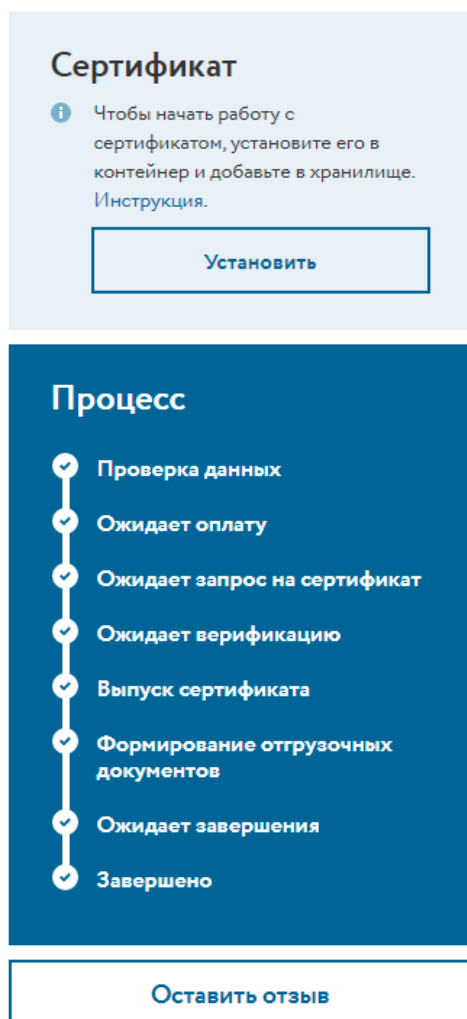 Сертификат
Чтобы начать работу с
сертификатом, установите его в
контейнер и добавьте в хранилище.
Инструкция.
Установить
Процесс
Проверка данных
Ожидает оплату
Ожидает запрос на сертификат
Ожидает верификацию
Выпуск сертификата
Формирование отгрузочных
документов
Ожидает завершения
Завершено
Оставить отзыв